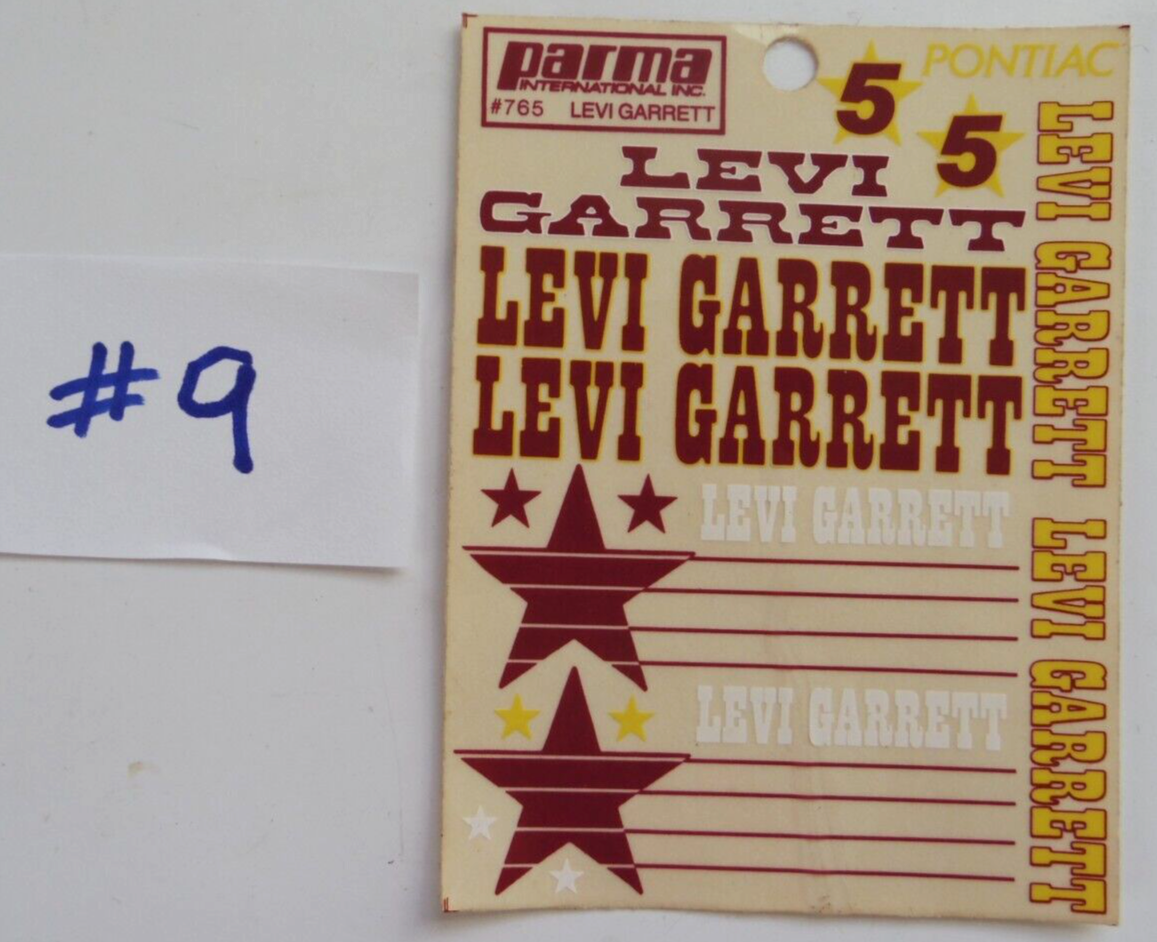 #9
parma
INTERNATIONAL INC.
#765 LEVI GARRETT
5
5
PONTIAC
LEVI
GARRETT
LEVI GARRETT
LEVI GARRETT
LEVI GARRETT
LEVI GARRETT
LEVI GARRETT
LEVI GARRETT